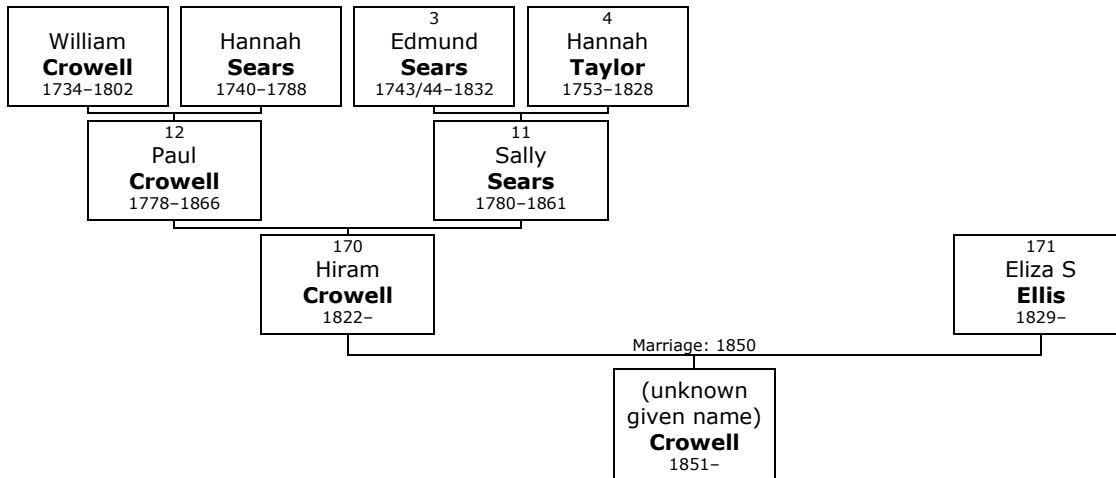 William
Crowell
1734–1802
Hannah
Sears
1740–1788
3
Edmund
Sears
1743/44–1832
4
Hannah
Taylor
1753–1828
12
Paul
Crowell
1778–1866
11
Sally
Sears
1780–1861
170
Hiram
Crowell
1822–
171
Eliza S
Ellis
1829–
Marriage: 1850
(unknown
given name)
Crowell
1851–